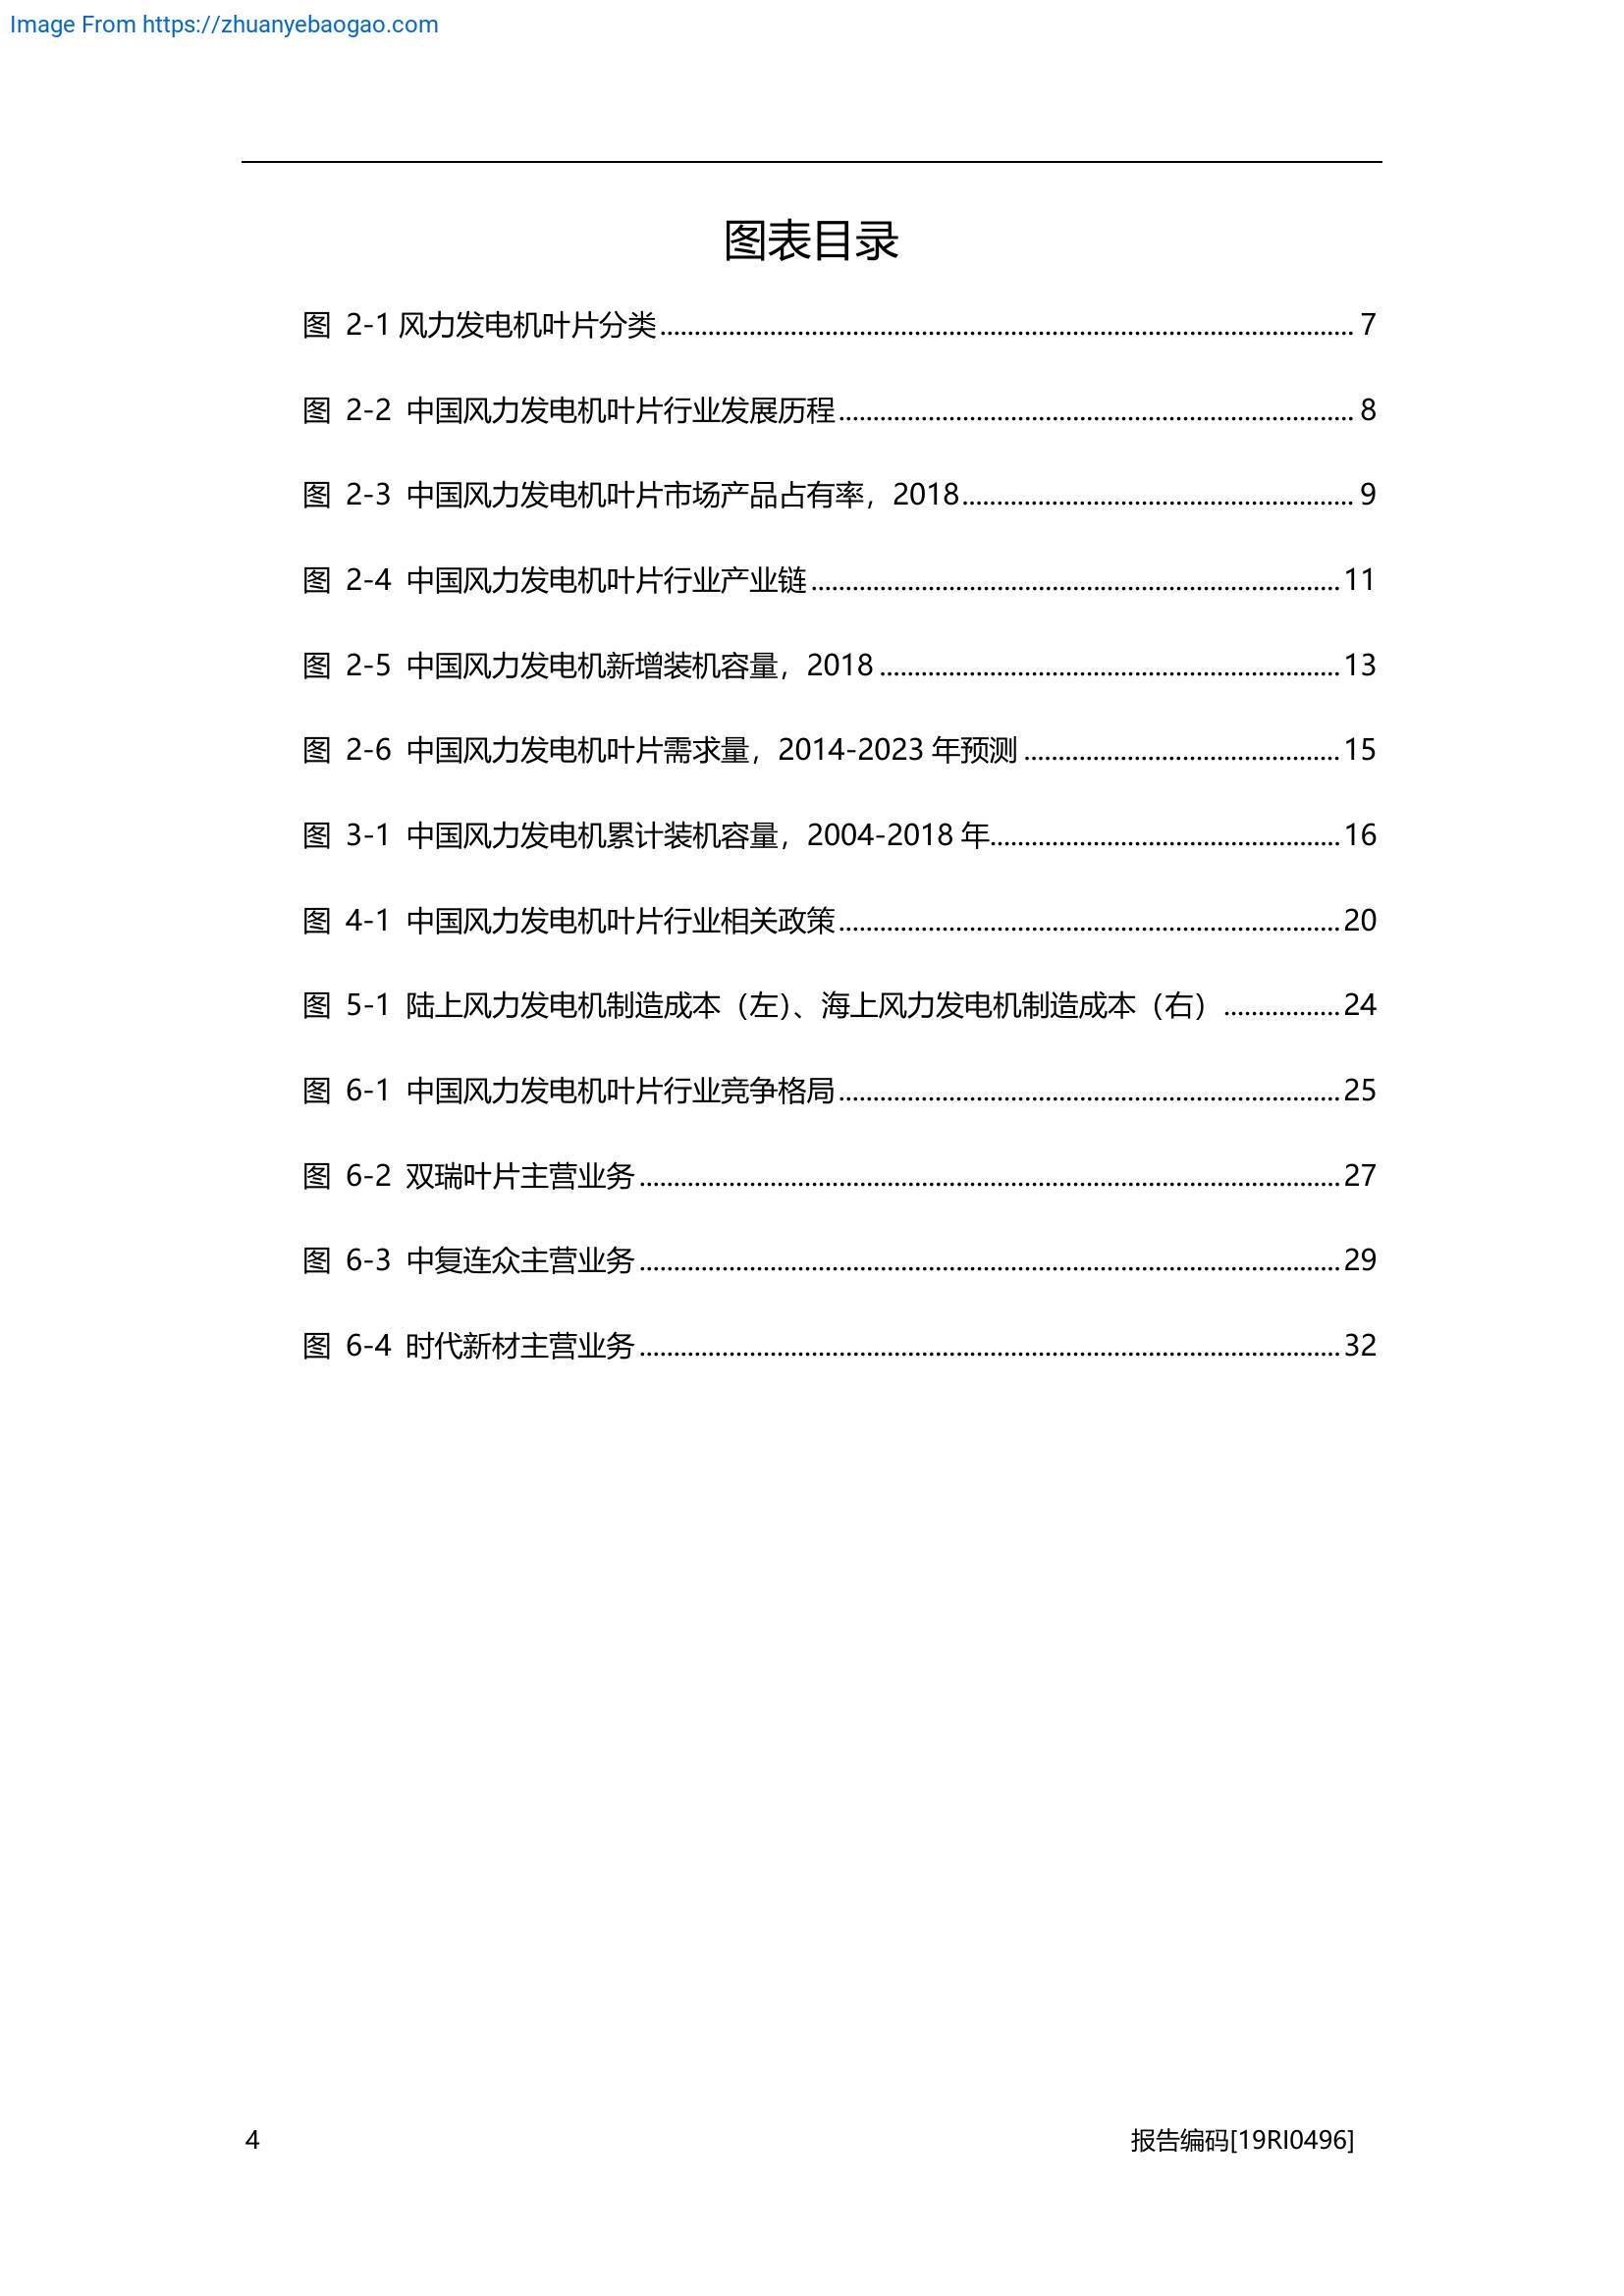 Image From https://zhuanyebaogao.com
图表目录
图 2-1 风力发电机叶片分类........................................................................................................ 7
图 2-2 中国风力发电机叶片行业发展历程............................................................................. 8
图 2-3 中国风力发电机叶片市场产品占有率，2018.......................................................... 9
图 2-4 中国风力发电机叶片行业产业链 ............................................................................... 11
图 2-5 中国风力发电机新增装机容量，2018 ..................................................................... 13
图 2-6 中国风力发电机叶片需求量，2014-2023 年预测 ............................................... 15
图 3-1 中国风力发电机累计装机容量，2004-2018 年.................................................... 16
图 4-1 中国风力发电机叶片行业相关政策........................................................................... 20
图 5-1 陆上风力发电机制造成本（左）、海上风力发电机制造成本（右） ................. 24
图 6-1 中国风力发电机叶片行业竞争格局........................................................................... 25
图 6-2 双瑞叶片主营业务 ......................................................................................................... 27
图 6-3 中复连众主营业务 ......................................................................................................... 29
图 6-4 时代新材主营业务 ......................................................................................................... 32
4 报告编码[19RI0496]